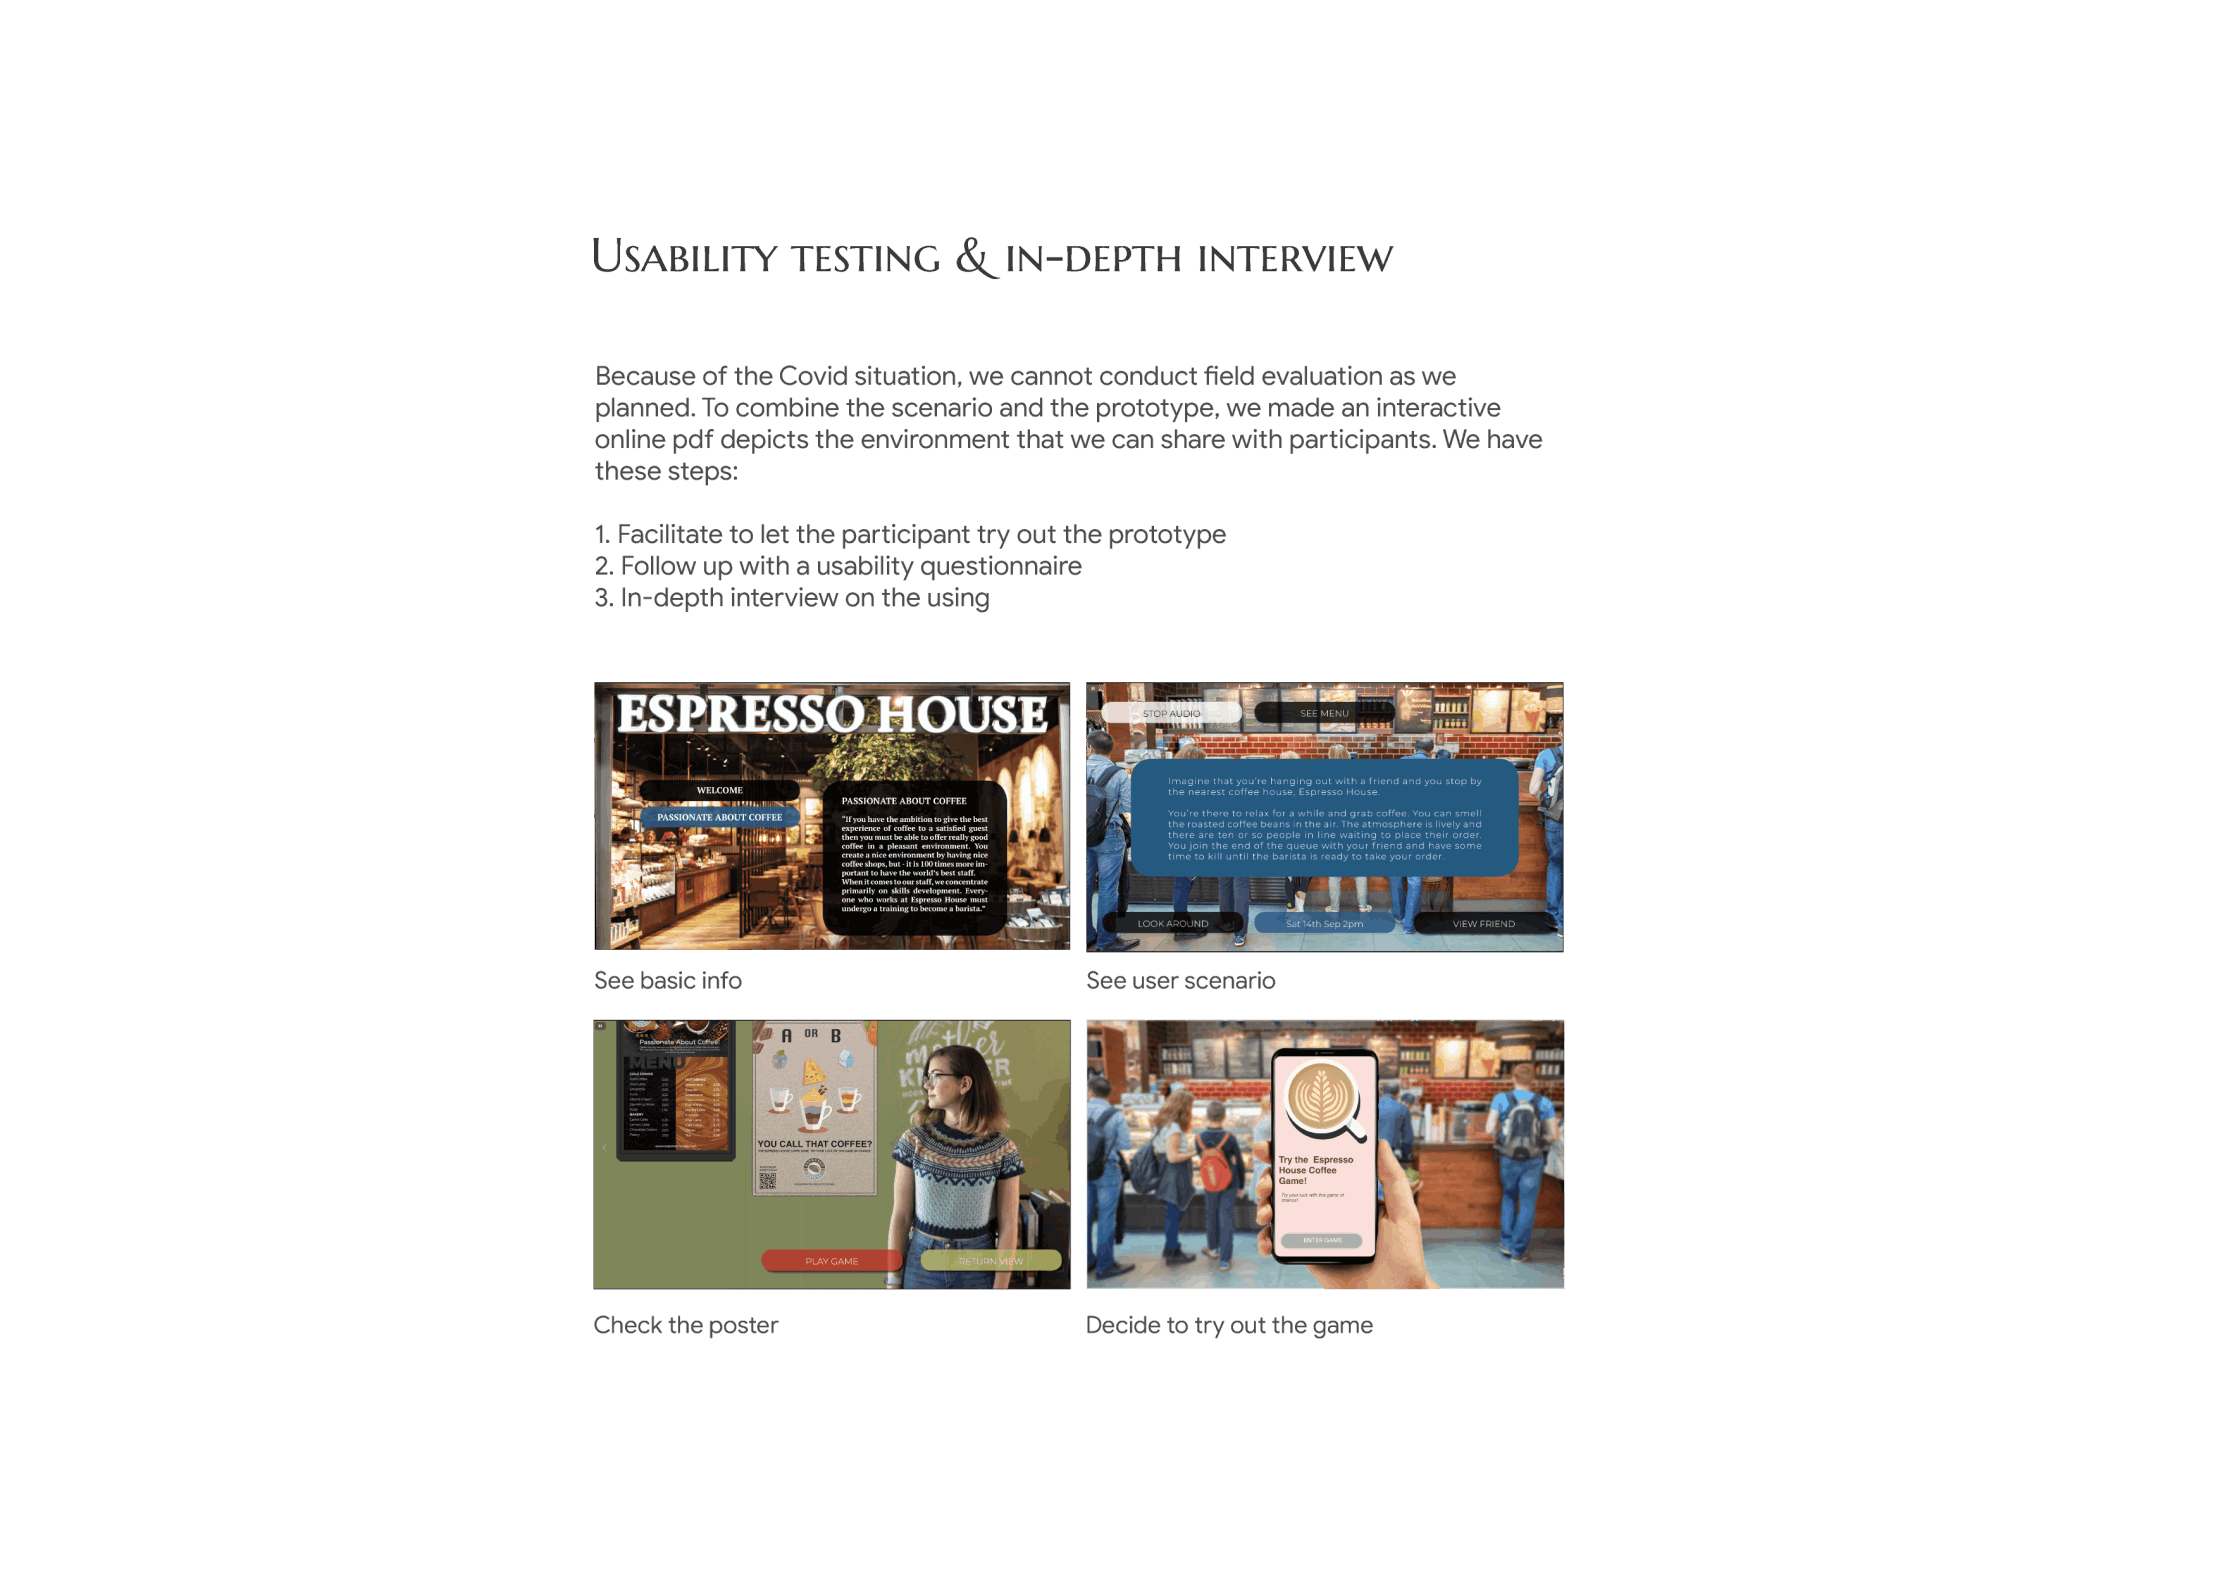 USABILITY TESTING & IN-DEPTH INTERVIEW
Because of the Covid situation, we cannot conduct field evaluation as we
planned. To combine the scenario and the prototype, we made an interactive
online pdf depicts the environment that we can share with participants. We have
these steps:
1. Facilitate to let the participant try out the prototype
2. Follow up with a usability questionnaire
3. In-depth interview on the using
ESPRESSO HOUSE
WELCOME
PASSIONATE ABOUT COFFEE
PASSIONATE ABOUT COFFEE
"If you have the ambition to give the best
experience of coffee to a satisfied guest
then you must be able to offer really good
coffee in a pleasant environment. You
create a nice environment by having nice
coffee shops, but - it is 100 times more im-
portant to have the world's best staff.
When it comes to our staff, we concentrate
primarily on skills development. Every-
one who works at Espresso House must
undergo a training to become a barista."
See basic info
STOP AUDIO
SEE MENU
Imagine that you're hanging out with a friend and you stop by
the nearest coffee house, Espresso House.
You're there to relax for a while and grab coffee. You can smell
the roasted coffee beans in the air. The atmosphere is lively and
there are ten or so people in line waiting to place their order.
You join the end of the queue with your friend and have some
time to kill until the barista is ready to take your order.
LOOK AROUND
Sat 14th Sep 2pm
VIEW FRIEND
See user scenario
Passionate About Coffee!
MENU
A OR B
YOU CALL THAT COFFEE?
PLAY GAME
RETURN VIEW
Check the poster
Try the Espresso
House Coffee
Game!
Try your luck with this game of
chance!
ENTER GAME
Decide to try out the game